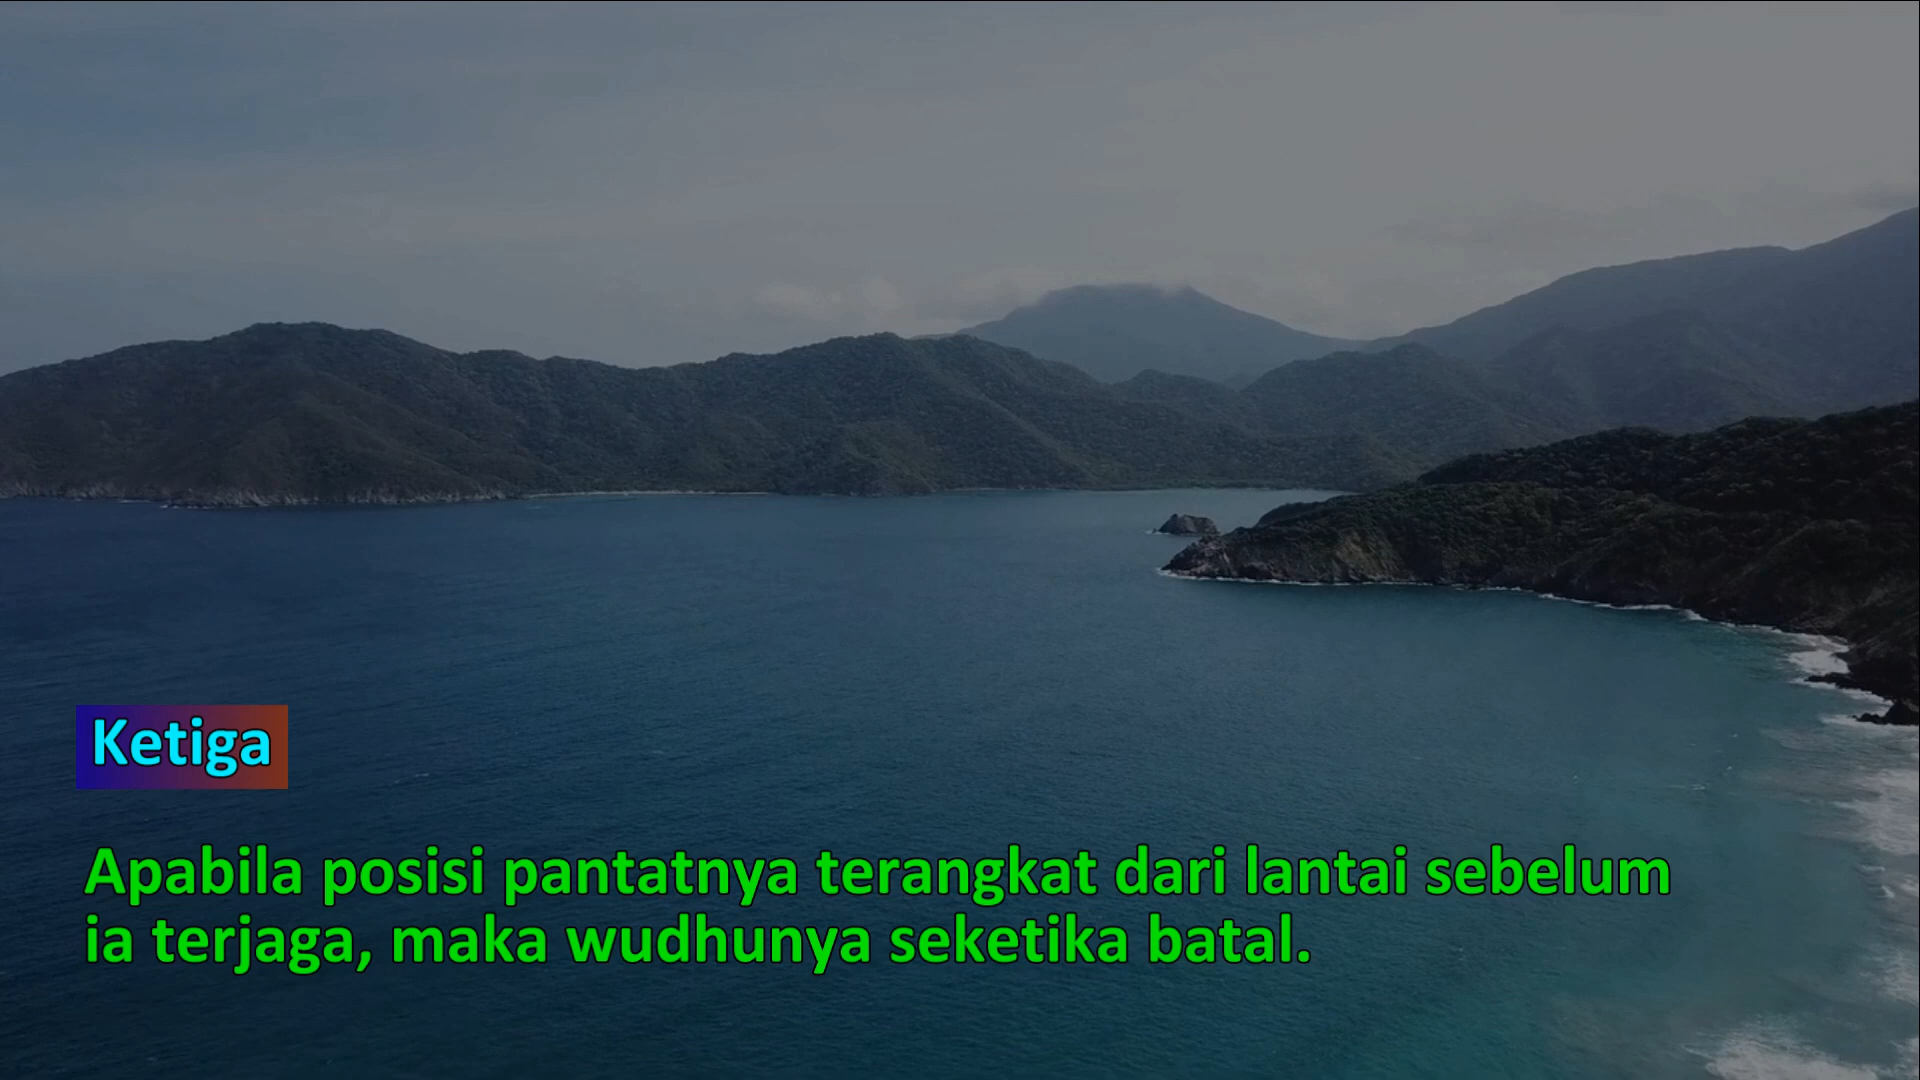 Ketiga
Apabila posisi pantatnya terangkat dari lantai sebelum
ia terjaga, maka wudhunya seketika batal.